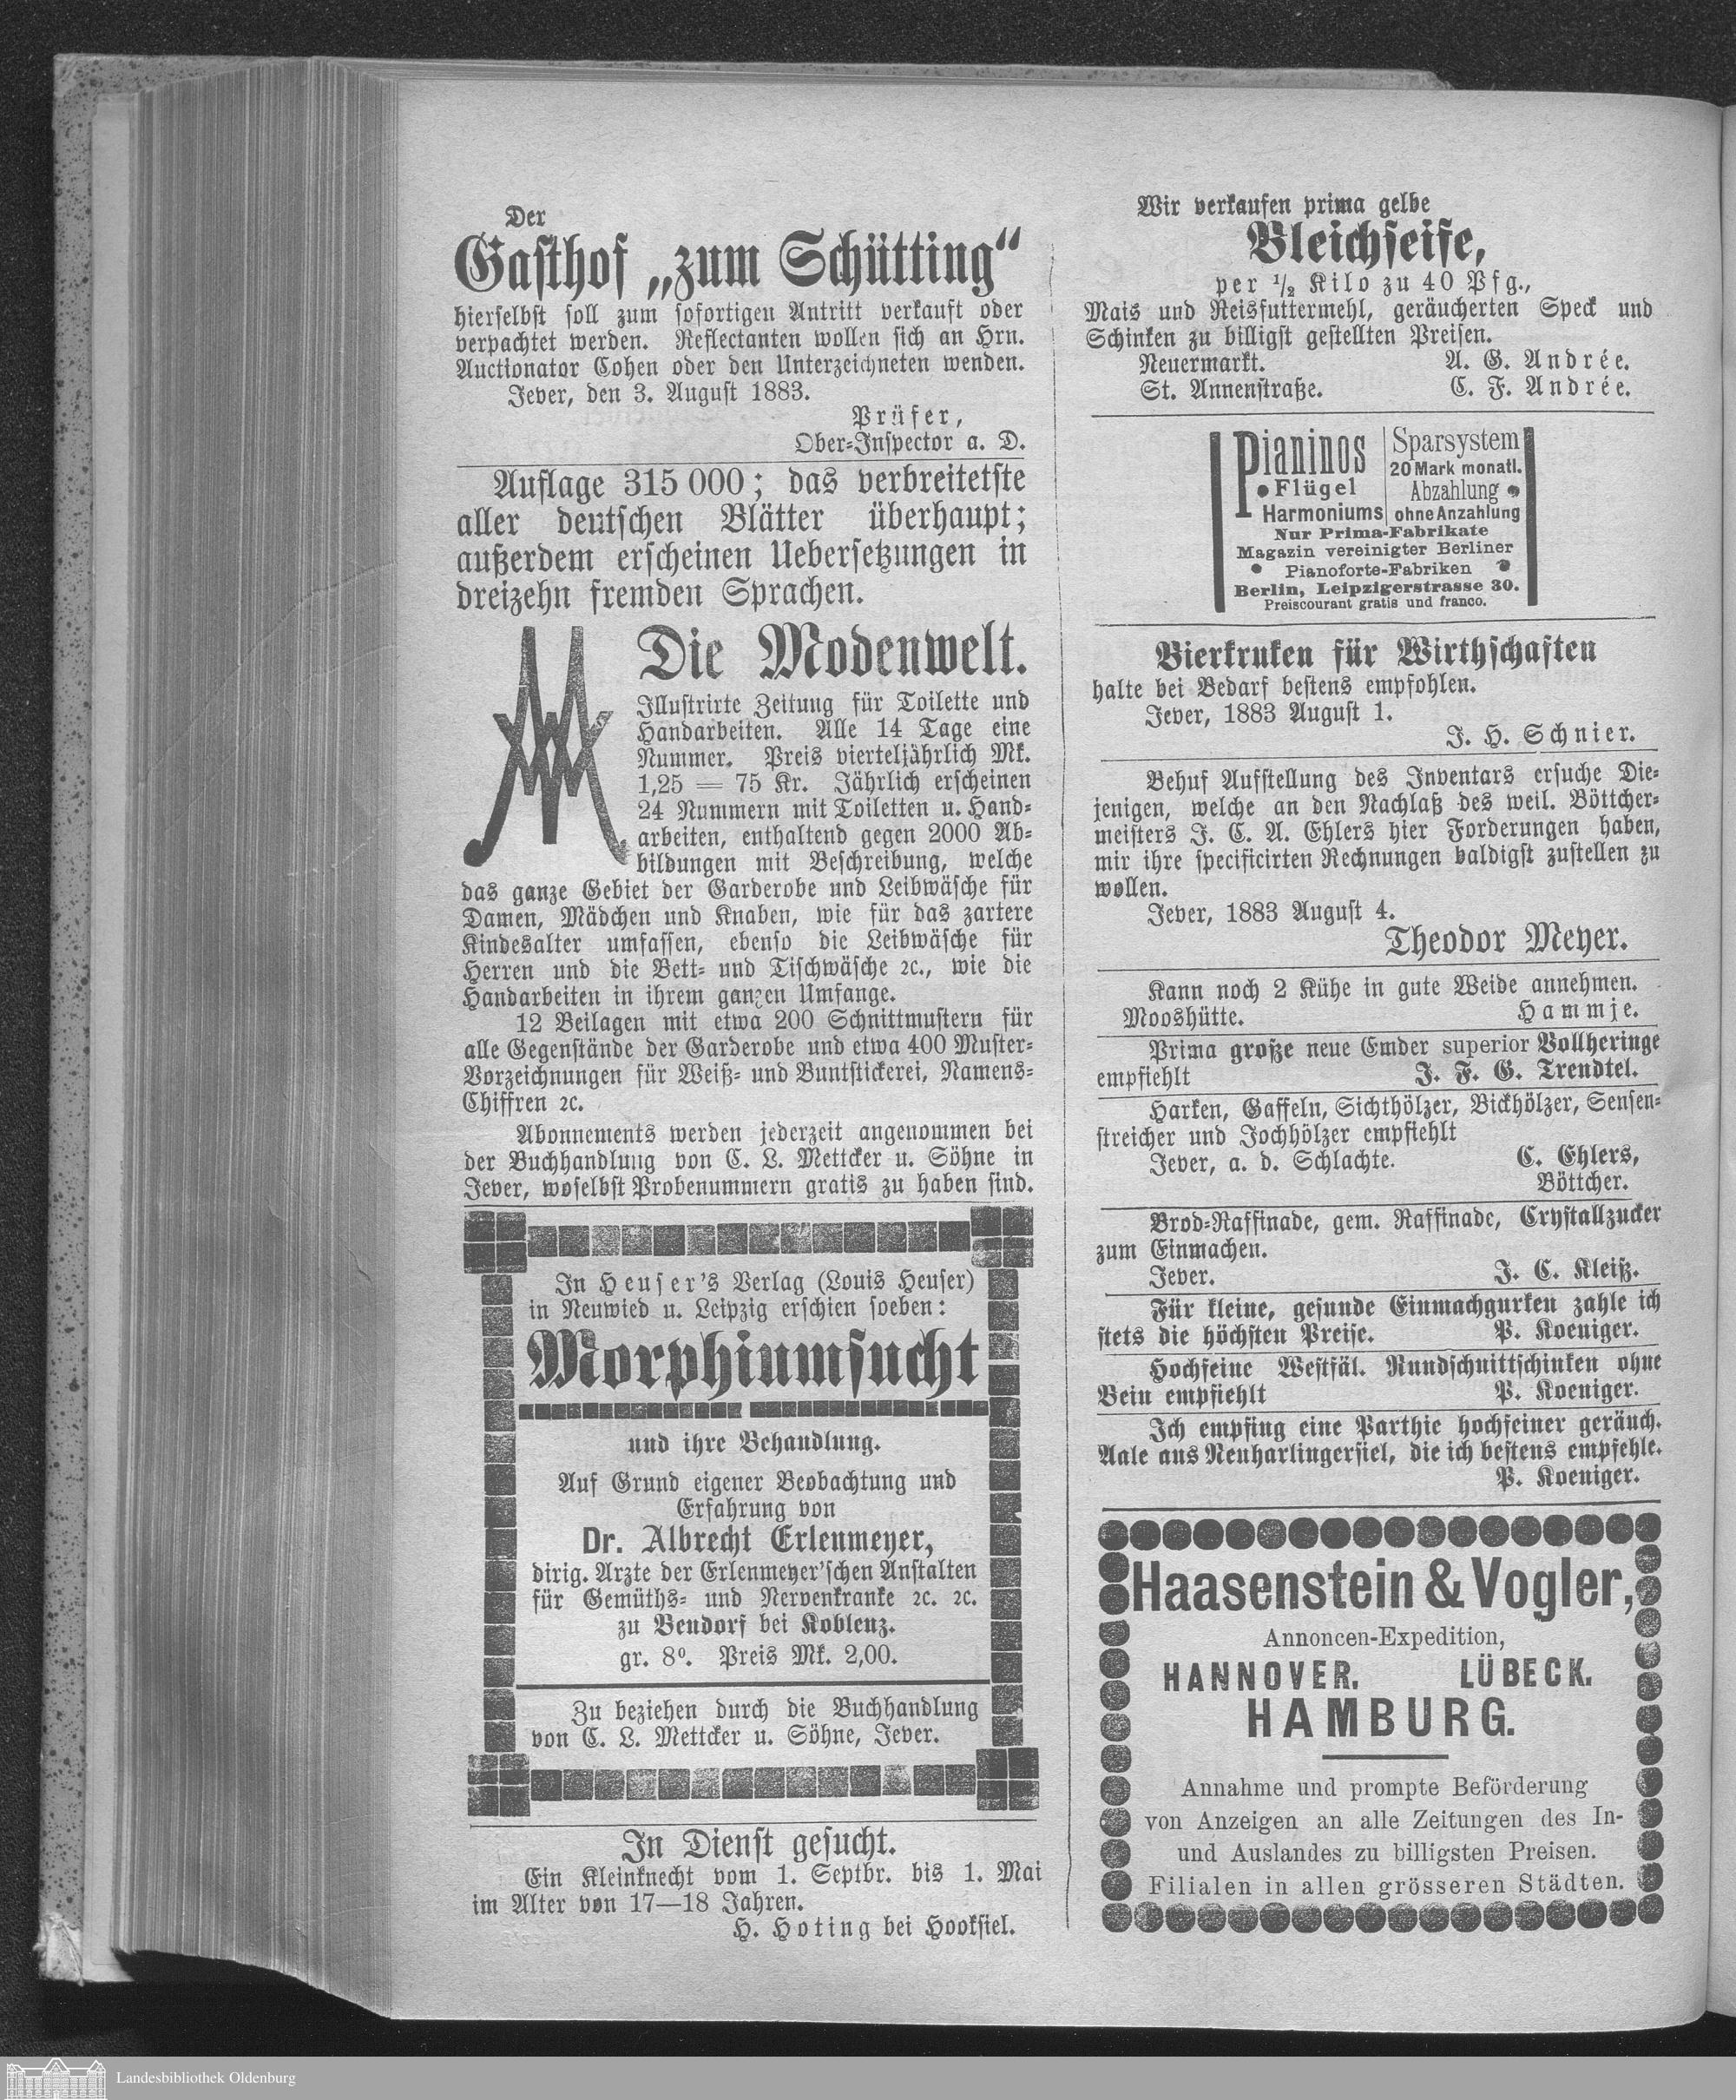 Der
Gasthof „zum Schütting“
hierselbst soll zum sofortigen Antritt verkauft oder
verpachtet werden. Reflectanten wollen sich an Hrn.
Auctionator Cohen oder den Unterzeichneten wenden.
Jever, den 3. August 1883.
Prüfer,
Ober-Inspector a. D.
Auflage 315 000; das verbreitetste
aller deutschen Blätter überhaupt;
außerdem erscheinen Uebersetzungen in
dreizehn fremden Sprachen.
Die Modenwelt.
Illustrirte Zeitung für Toilette und
Handarbeiten. Alle 14 Tage eine
Nummer. Preis vierteljährlich Mk.
1,25 = 75 Kr. Jährlich erscheinen
24 Nummern mit Toiletten u. Hand-
arbeiten, enthaltend gegen 2000 Ab-
bildungen mit Beschreibung, welche
das ganze Gebiet der Garderobe und Leibwäsche für
Damen, Mädchen und Knaben, wie für das zartere
Kindesalter umfassen, ebenso die Leibwäsche für
Herren und die Bett- und Tischwäsche ꝛc., wie die
Handarbeiten in ihrem ganzen Umfange.
12 Beilagen mit etwa 200 Schnittmustern für
alle Gegenstände der Garderobe und etwa 400 Muster-
Vorzeichnungen für Weiß- und Buntstickerei, Namens-
Chiffren ꝛc.
Abonnements werden jederzeit angenommen bei
der Buchhandlung von C. L. Mettcker u. Söhne in
Jever, woselbst Probenummern gratis zu haben sind.
In Heuser's Verlag (Louis Heuser)
in Neuwied u. Leipzig erschien soeben:
Morphiumsucht
und ihre Behandlung.
Auf Grund eigener Beobachtung und
Erfahrung von
Dr. Albrecht Erlenmeyer,
dirig. Arzte der Erlenmeyer'schen Anstalten
für Gemüths- und Nervenkranke ꝛc. ꝛc.
zu Bendorf bei Koblenz.
gr. 8º. Preis Mk. 2,00.
Zu beziehen durch die Buchhandlung
von C. L. Mettcker u. Söhne, Jever.
In Dienst gesucht.
Ein Kleinknecht vom 1. Septbr. bis 1. Mai
im Alter von 17—18 Jahren.
H. Hoting bei Hooksiel.
Wir verkaufen prima gelbe
Bleichseife,
per ½ Kilo zu 40 Pfg.,
Mais und Reisfuttermehl, geräucherten Speck und
Schinken zu billigst gestellten Preisen.
Neuermarkt. A. G. Andrée.
St. Annenstraße. C. F. Andrée.
Pianinos
Flügel
Harmoniums
Sparsystem
20 Mark monatl.
Abzahlung
ohne Anzahlung
Nur Prima-Fabrikate
Magazin vereinigter Berliner
Pianoforte-Fabriken
Berlin, Leipzigerstrasse 30.
Preiscourant gratis und franco.
Bierkruken für Wirthschaften
halte bei Bedarf bestens empfohlen.
Jever, 1883 August 1.
J. H. Schnier.
Behuf Aufstellung des Inventars ersuche Die-
jenigen, welche an den Nachlaß des weil. Böttcher-
meisters J. C. A. Ehlers hier Forderungen haben,
mir ihre specificirten Rechnungen baldigst zustellen zu
wollen.
Jever, 1883 August 4.
Theodor Meyer.
Kann noch 2 Kühe in gute Weide annehmen.
Mooshütte. Hammje.
Prima große neue Emder superior Vollheringe
empfiehlt J. F. G. Trendtel.
Harken, Gaffeln, Sichthölzer, Bickhölzer, Sensen-
streicher und Jochhölzer empfiehlt
Jever, a. d. Schlachte. C. Ehlers,
Böttcher.
Brod-Raffinade, gem. Raffinade, Crystallzucker
zum Einmachen.
Jever. J. C. Kleiß.
Für kleine, gesunde Einmachgurken zahle ich
stets die höchsten Preise. P. Koeniger.
Hochfeine Westfäl. Rundschnittschinken ohne
Bein empfiehlt P. Koeniger.
Ich empfing eine Parthie hochfeiner geräuch.
Aale aus Neuharlingersiel, die ich bestens empfehle.
P. Koeniger.
Haasenstein & Vogler,
Annoncen-Expedition,
HANNOVER. LÜBECK.
HAMBURG.
Annahme und prompte Beförderung
von Anzeigen an alle Zeitungen des In-
und Auslandes zu billigsten Preisen.
Filialen in allen grösseren Städten.
Landesbibliothek Oldenburg